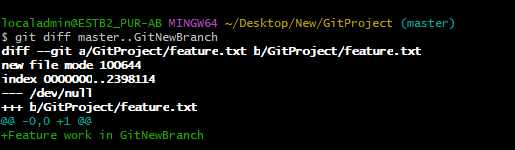 localadmin@ESTB2_PUR-AB MINGW64 ~/Desktop/New/GitProject (master)
$ git diff master..GitNewBranch
diff --git a/GitProject/feature.txt b/GitProject/feature.txt
new file mode 100644
index 0000000..2398114
--- /dev/null
+++ b/GitProject/feature.txt
@@ -0,0 +1 @@
+Feature work in GitNewBranch